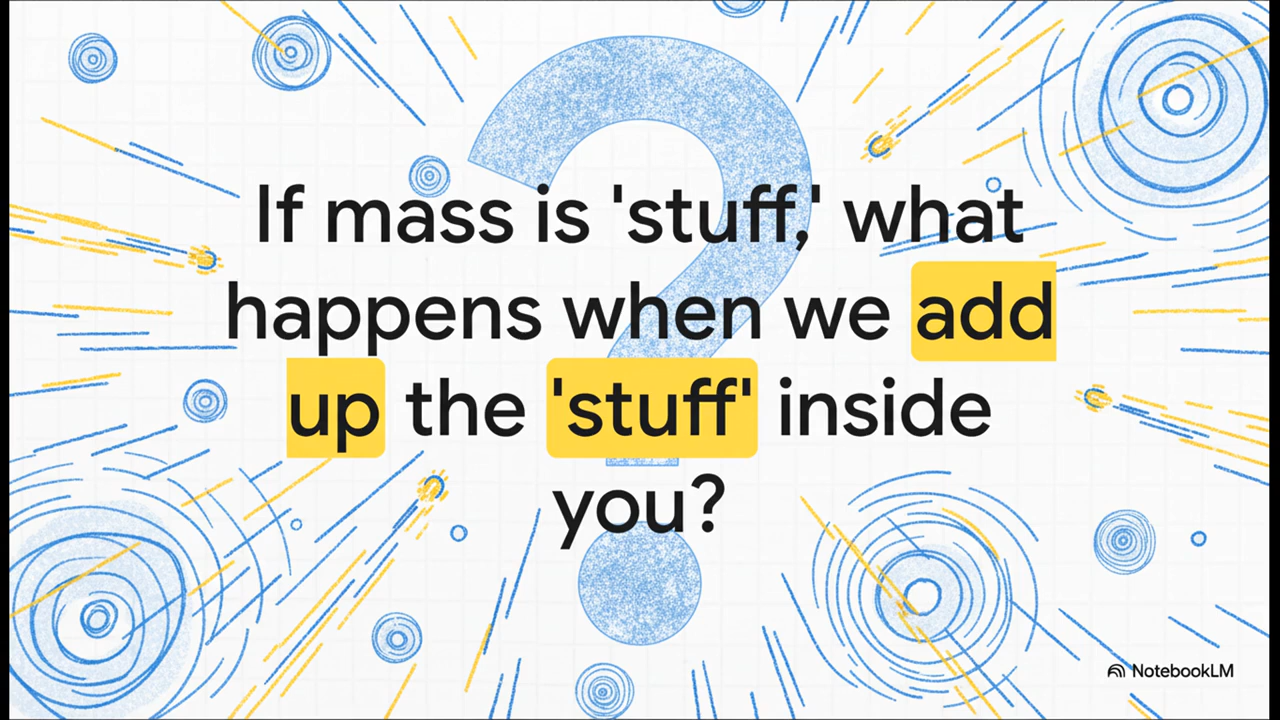 If mass is 'stuff,' what
happens when we add
up the 'stuff' inside
you?
NotebookLM